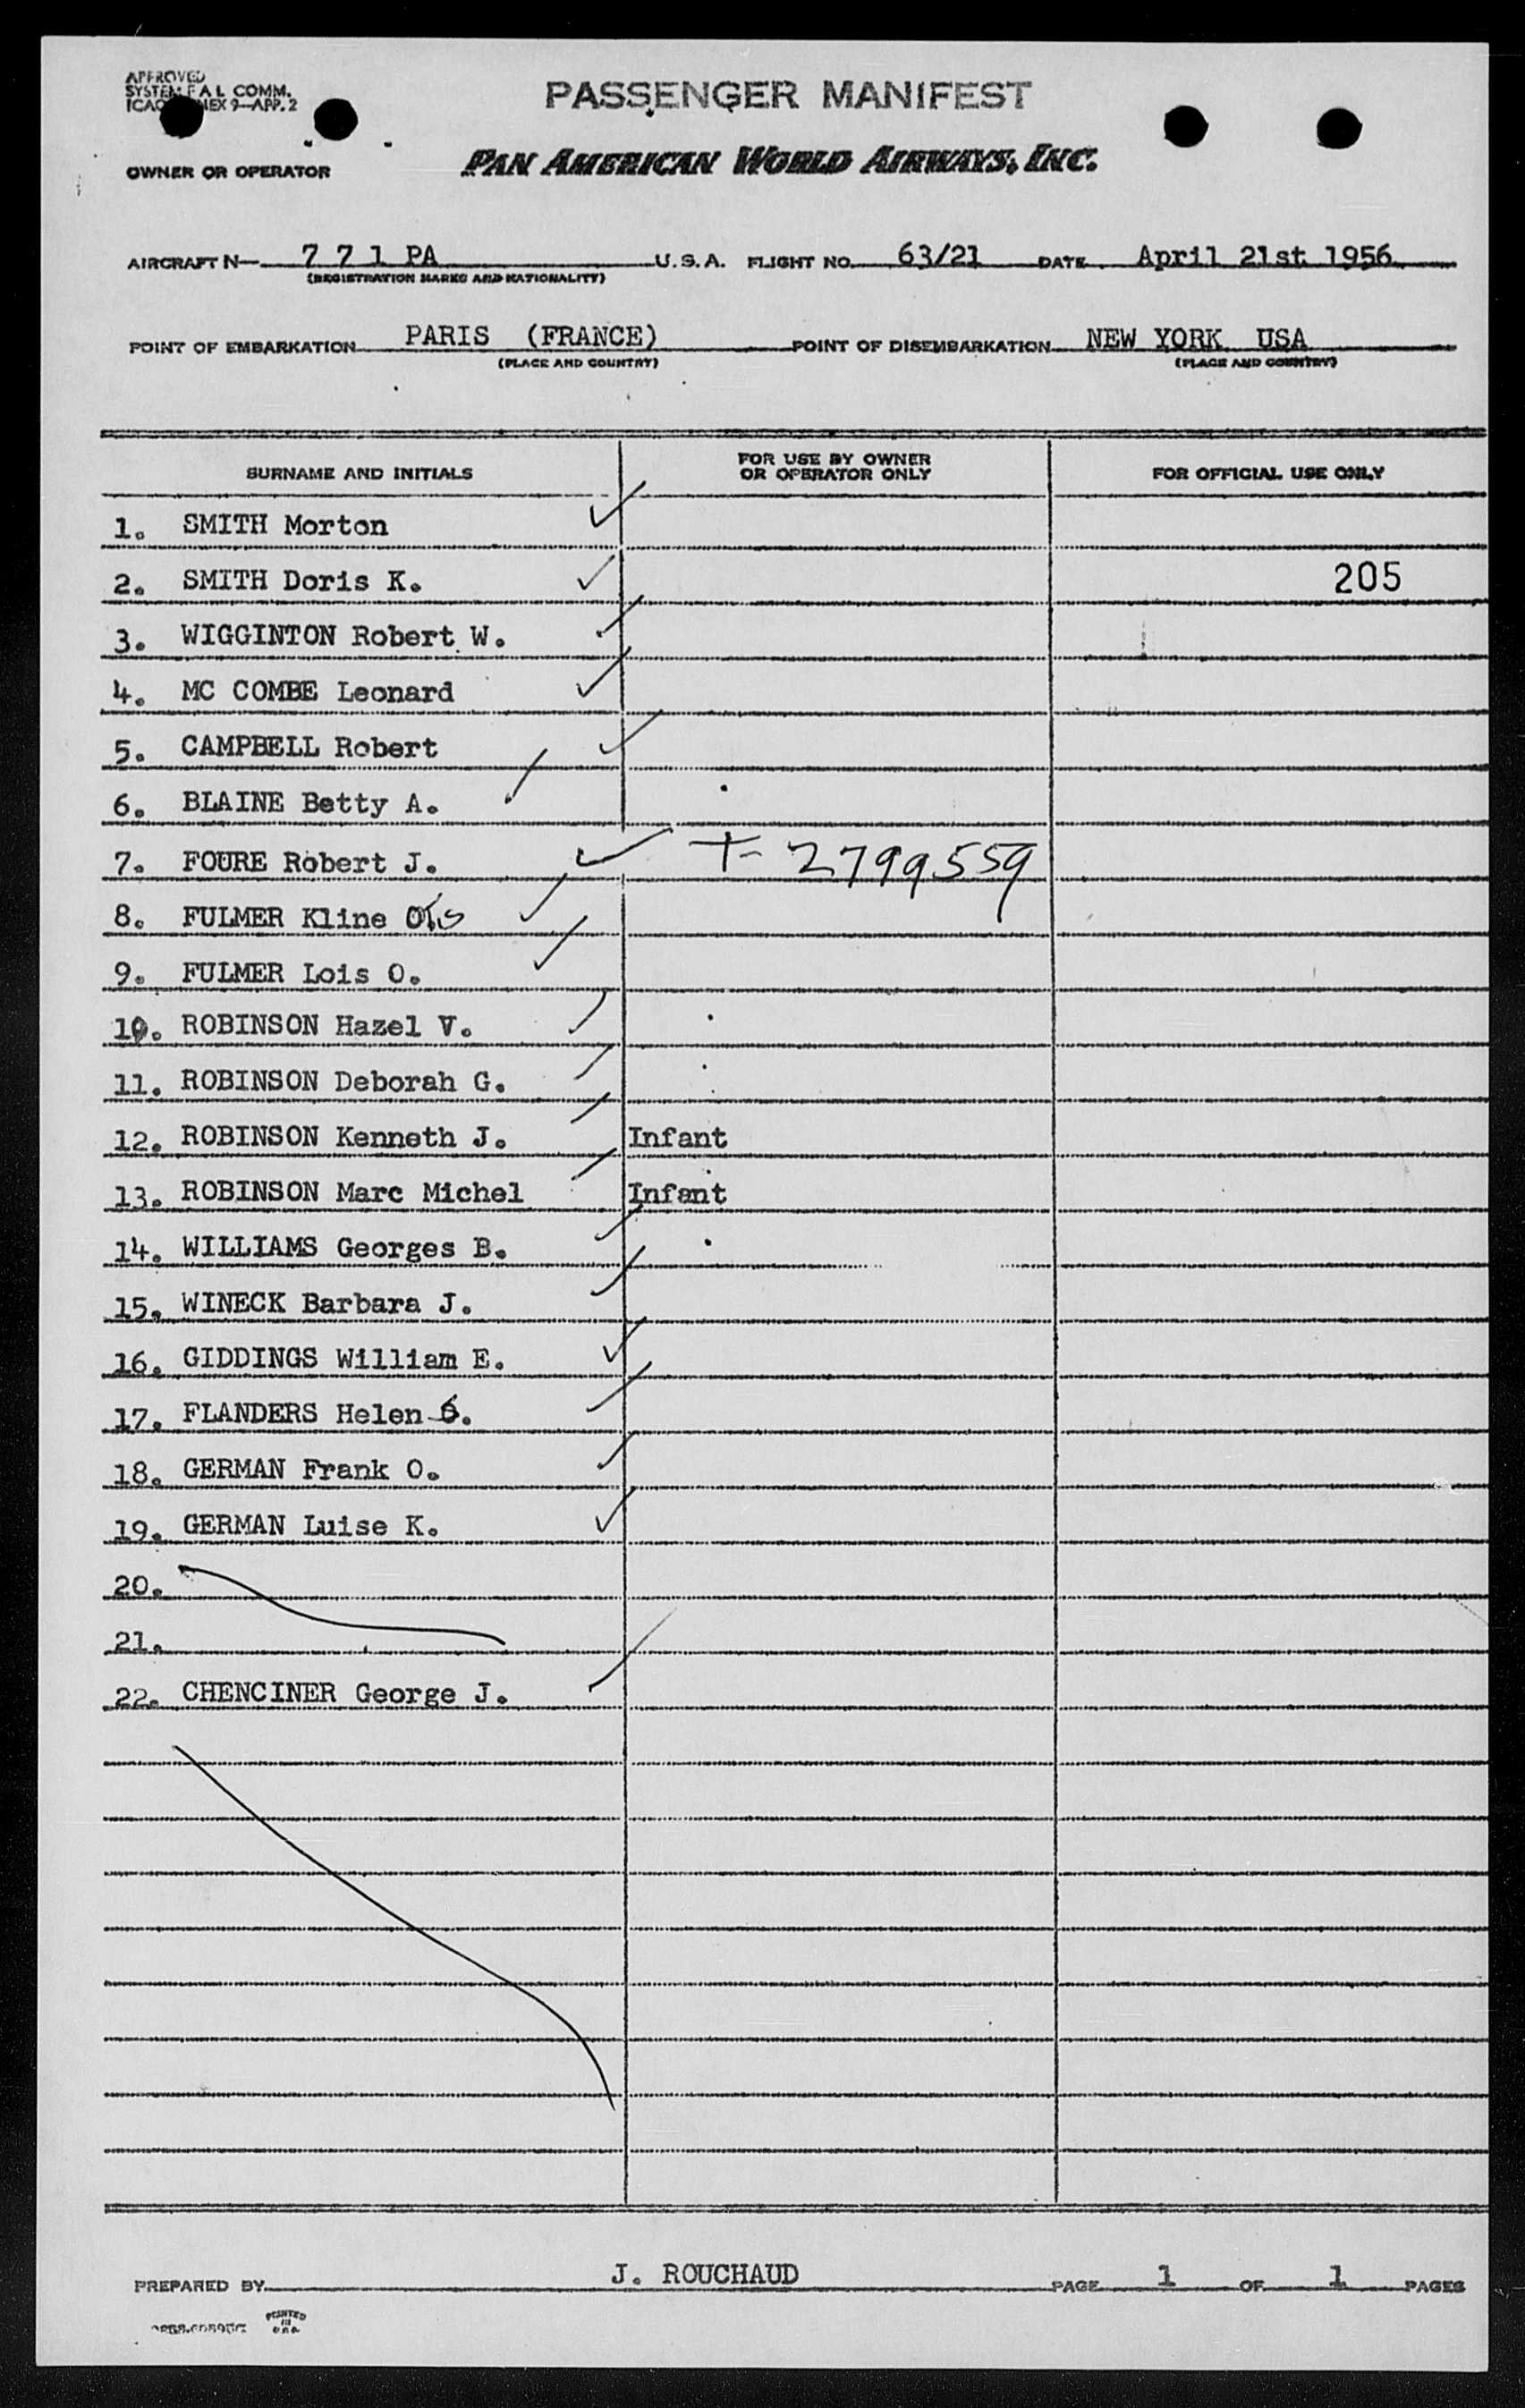 APPROVED
SYSTEM F A L COMM.
ICAO ANNEX 9—APP. 2
PASSENGER MANIFEST
OWNER OR OPERATOR
PAN AMERICAN WORLD AIRWAYS, INC.
AIRCRAFT N— 7 7 1 PA U.S.A. FLIGHT NO. 63/21 DATE April 21st 1956
(REGISTRATION MARKS AND NATIONALITY)
POINT OF EMBARKATION PARIS (FRANCE) POINT OF DISEMBARKATION NEW YORK USA
(PLACE AND COUNTRY) (PLACE AND COUNTRY)
SURNAME AND INITIALS FOR USE BY OWNER OR OPERATOR ONLY FOR OFFICIAL USE ONLY
1. SMITH Morton
2. SMITH Doris K. 205
3. WIGGINTON Robert W.
4. MC COMBE Leonard
5. CAMPBELL Robert
6. BLAINE Betty A.
7. FOURE Robert J. T-2799559
8. FULMER Kline
9. FULMER Lois O.
10. ROBINSON Hazel V.
11. ROBINSON Deborah G.
12. ROBINSON Kenneth J. Infant
13. ROBINSON Marc Michel Infant
14. WILLIAMS Georges B.
15. WINECK Barbara J.
16. GIDDINGS William E.
17. FLANDERS Helen
18. GERMAN Frank O.
19. GERMAN Luise K.
20.
21.
22. CHENCINER George J.
PREPARED BY J. ROUCHAUD PAGE 1 OF 1 PAGES
PRINTED
IN
U.S.A.